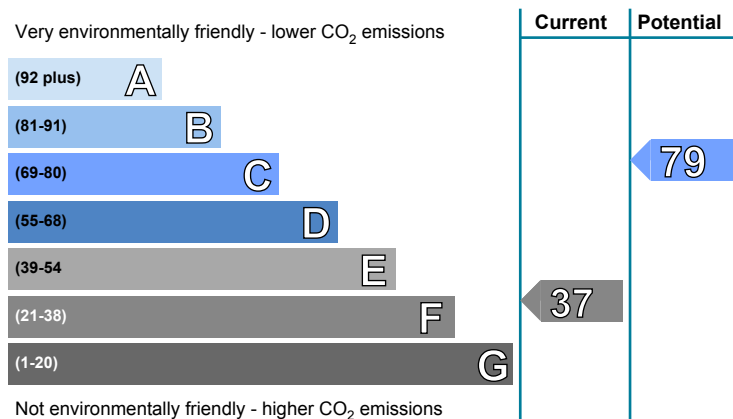 Current Potential
Very environmentally friendly - lower CO2 emissions
(92 plus) A
(81-91) B
(69-80) C
79
(55-68) D
(39-54 E
(21-38) F
37
(1-20) G
Not environmentally friendly - higher CO2 emissions